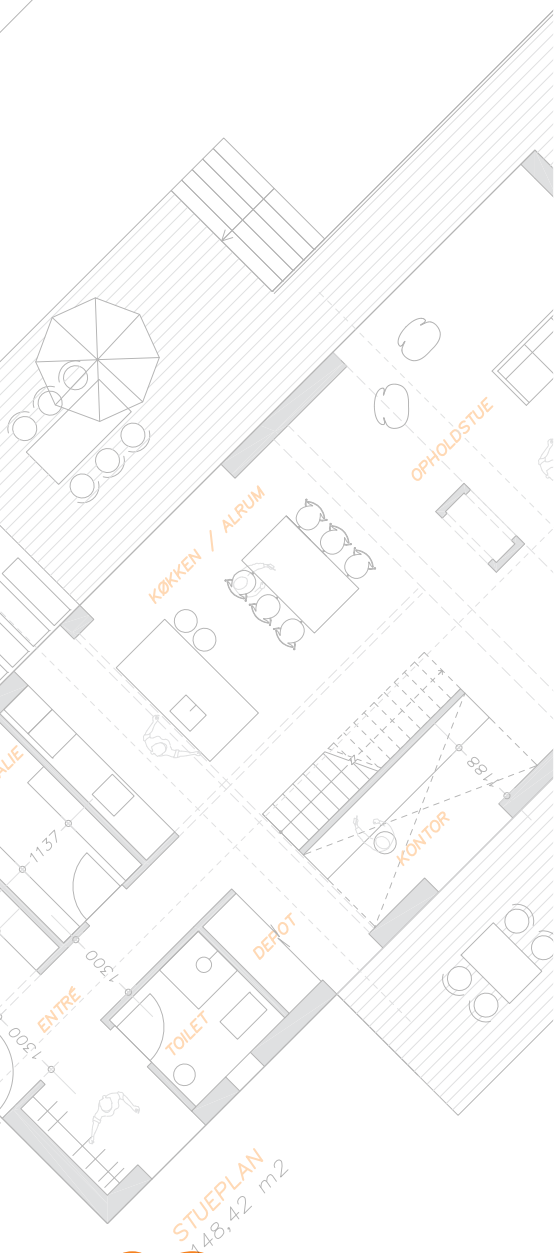 OPHOLDSTUE
KØKKEN / ALRUM
1137
188
KONTOR
DEPOT
1300
ENTRÉ
TOILET
1300
STUEPLAN
148,42 m2